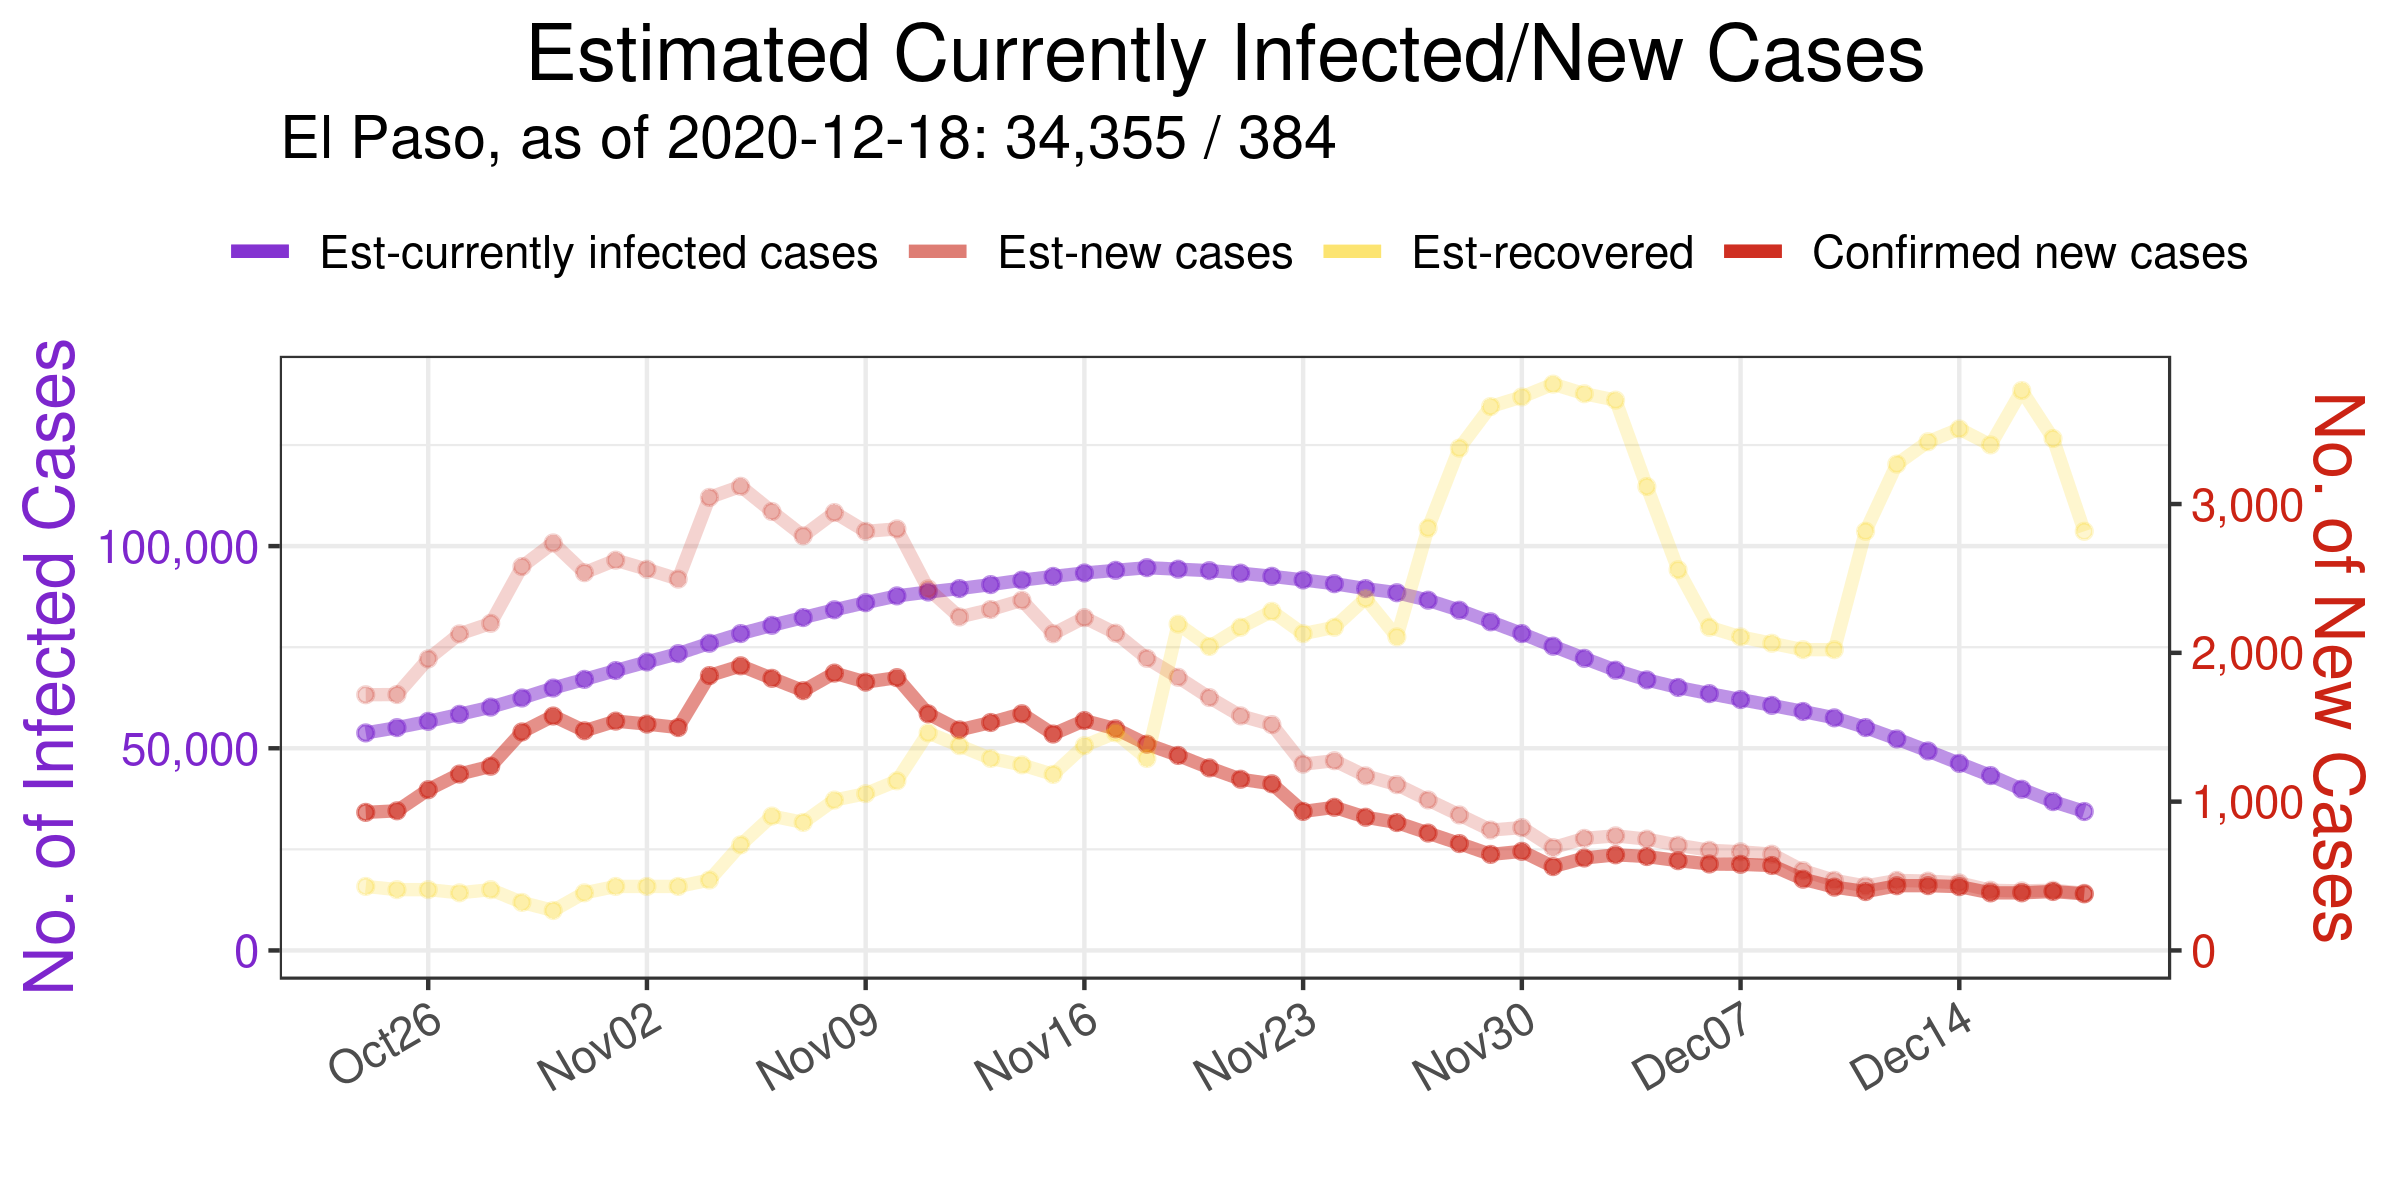 Estimated Currently Infected/New Cases
El Paso, as of 2020-12-18: 34,355 / 384
Est-currently infected cases Est-new cases Est-recovered Confirmed new cases
No. of Infected Cases
100,000
50,000
0
3,000
2,000
1,000
0
No. of New Cases
Oct26 Nov02 Nov09 Nov16 Nov23 Nov30 Dec07 Dec14